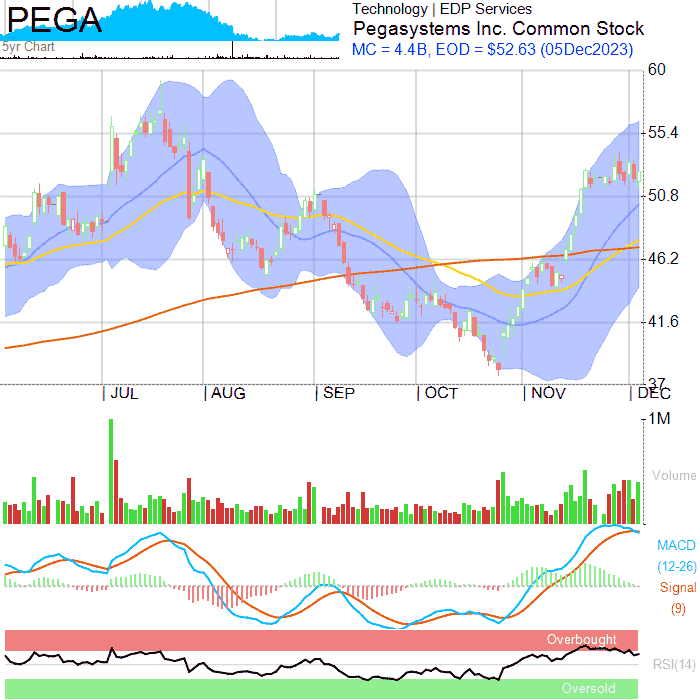 PEGA
5yr Chart
Technology | EDP Services
Pegasystems Inc. Common Stock
MC = 4.4B, EOD = $52.63 (05Dec2023)
60
55.4
50.8
46.2
41.6
37
JUL AUG SEP OCT NOV DEC
1M
Volume
MACD
(12-26)
Signal
(9)
Overbought
RSI(14)
Oversold